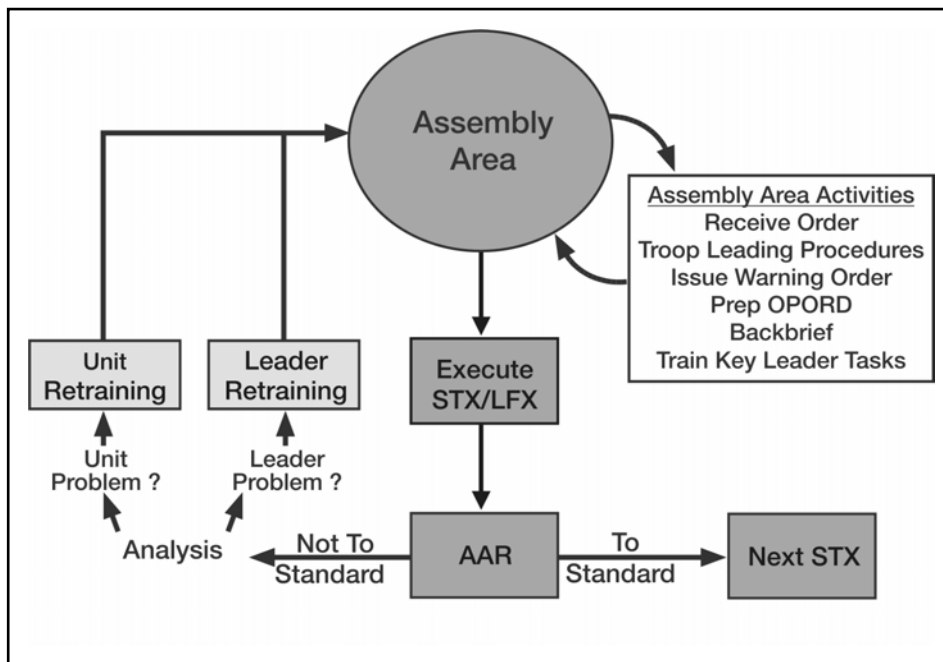 Assembly
Area
Assembly Area Activities
Receive Order
Troop Leading Procedures
Issue Warning Order
Prep OPORD
Backbrief
Train Key Leader Tasks
Unit
Retraining
Leader
Retraining
Execute
STX/LFX
Unit
Problem ?
Leader
Problem ?
Analysis
Not To
Standard
AAR
To
Standard
Next STX